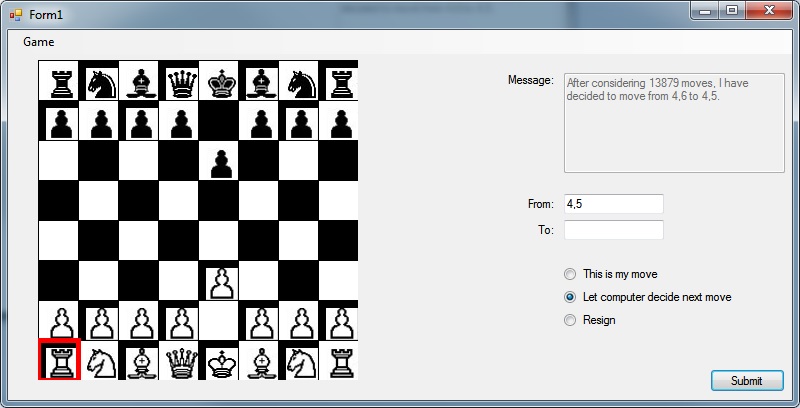 Form1
Game
Message:
After considering 13879 moves, I have
decided to move from 4,6 to 4,5.
From:
4,5
To:
This is my move
Let computer decide next move
Resign
Submit